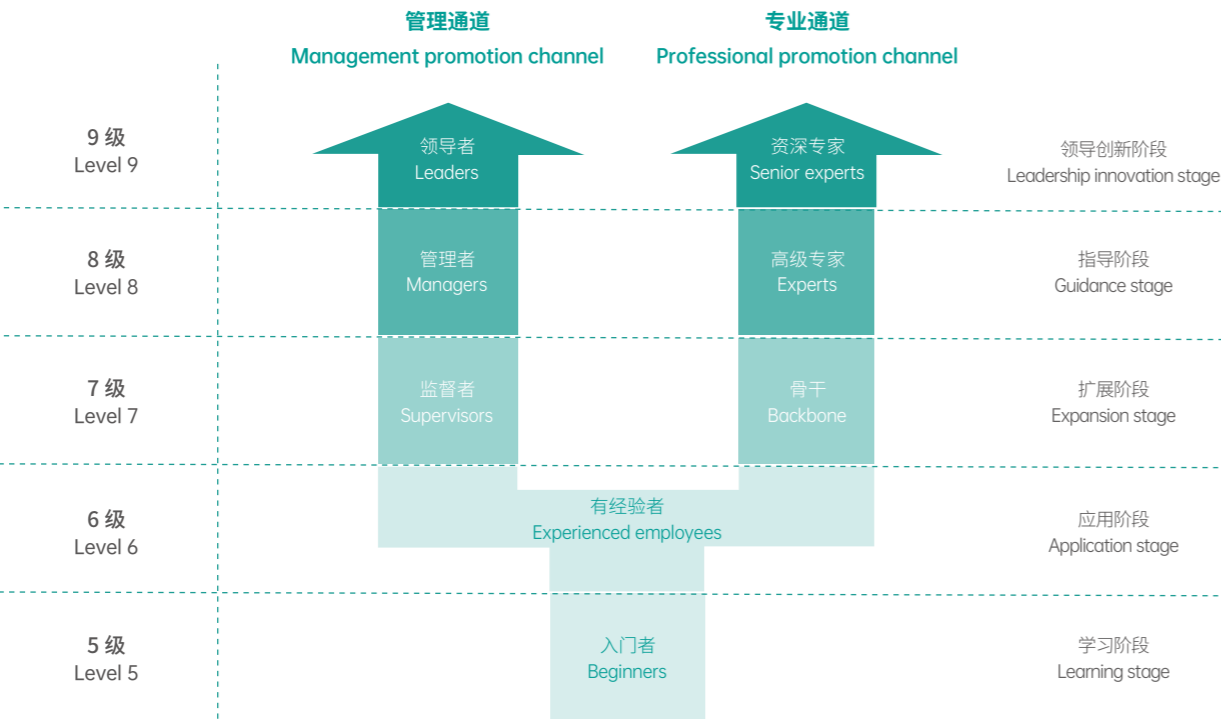 管理通道
Management promotion channel
专业通道
Professional promotion channel
9 级
Level 9
领导者
Leaders
资深专家
Senior experts
领导创新阶段
Leadership innovation stage
8 级
Level 8
管理者
Managers
高级专家
Experts
指导阶段
Guidance stage
7 级
Level 7
监督者
Supervisors
骨干
Backbone
扩展阶段
Expansion stage
6 级
Level 6
有经验者
Experienced employees
应用阶段
Application stage
5 级
Level 5
入门者
Beginners
学习阶段
Learning stage